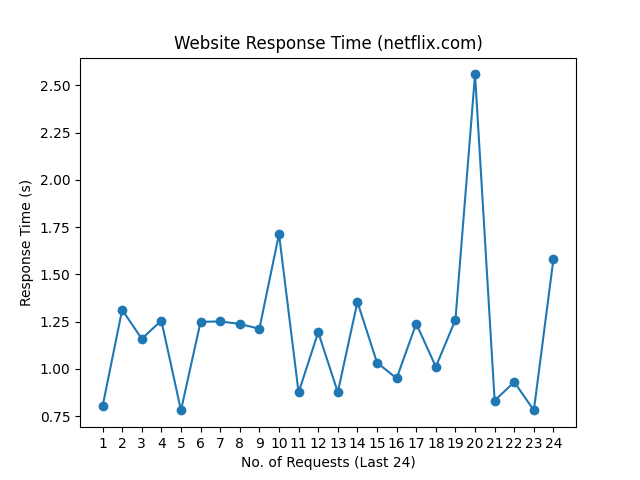 Website Response Time (netflix.com)
Response Time (s)
2.50
2.25
2.00
1.75
1.50
1.25
1.00
0.75
1 2 3 4 5 6 7 8 9 10 11 12 13 14 15 16 17 18 19 20 21 22 23 24
No. of Requests (Last 24)